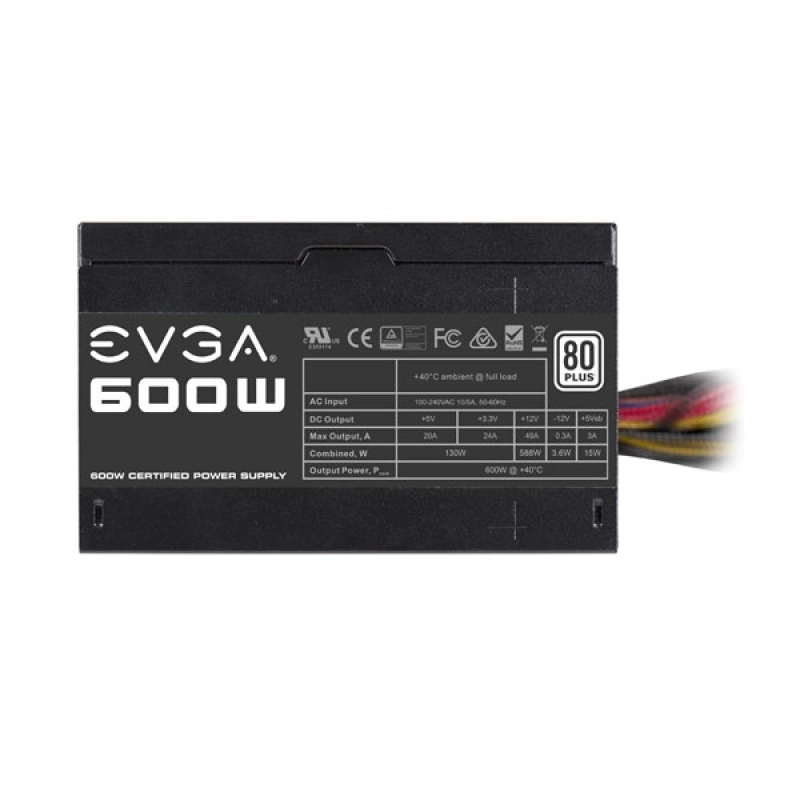 EVGA®
600W
600W CERTIFIED POWER SUPPLY
c UL US CE FC
80
PLUS
+40°C ambient @ full load
AC Input 100-240VAC 10/5A, 50-60Hz
DC Output +5V +3.3V +12V -12V +5Vsb
Max Output, A 20A 24A 49A 0.3A 3A
Combined, W 130W 588W 3.6W 15W
Output Power, P 600W @ +40°C